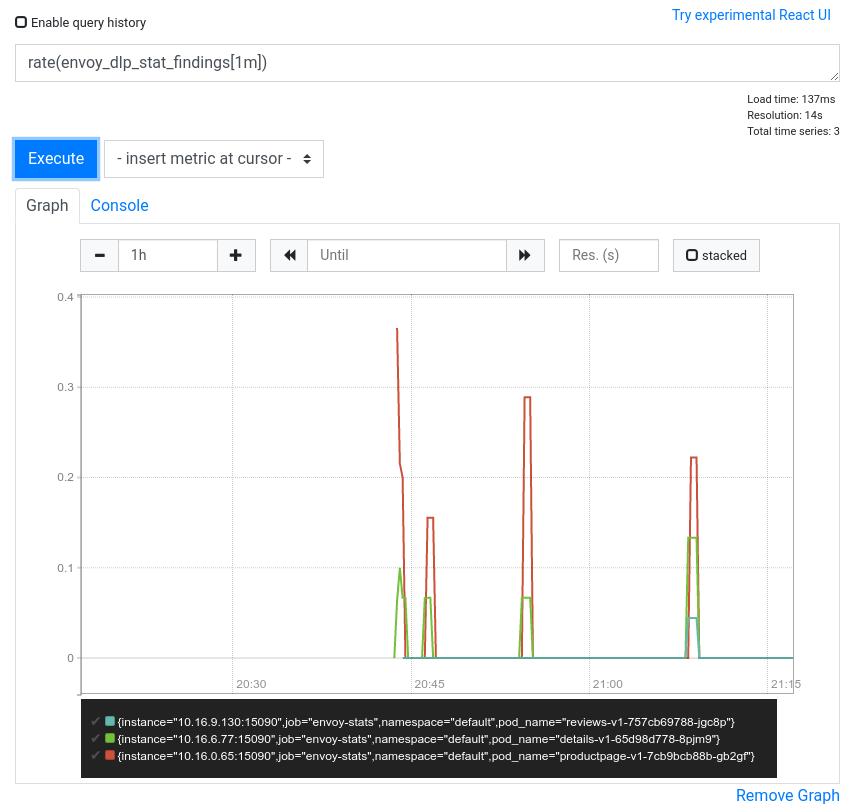 Enable query history
Try experimental React UI
rate(envoy_dlp_stat_findings[1m])
Load time: 137ms
Resolution: 14s
Total time series: 3
Execute
- insert metric at cursor -
Graph
Console
1h
Until
Res. (s)
stacked
0.4
0.3
0.2
0.1
0
20:30
20:45
21:00
21:15
{instance="10.16.9.130:15090",job="envoy-stats",namespace="default",pod_name="reviews-v1-757cb69788-jgc8p"}
{instance="10.16.6.77:15090",job="envoy-stats",namespace="default",pod_name="details-v1-65d98d778-8pjm9"}
{instance="10.16.0.65:15090",job="envoy-stats",namespace="default",pod_name="productpage-v1-7cb9bcb88b-gb2gf"}
Remove Graph